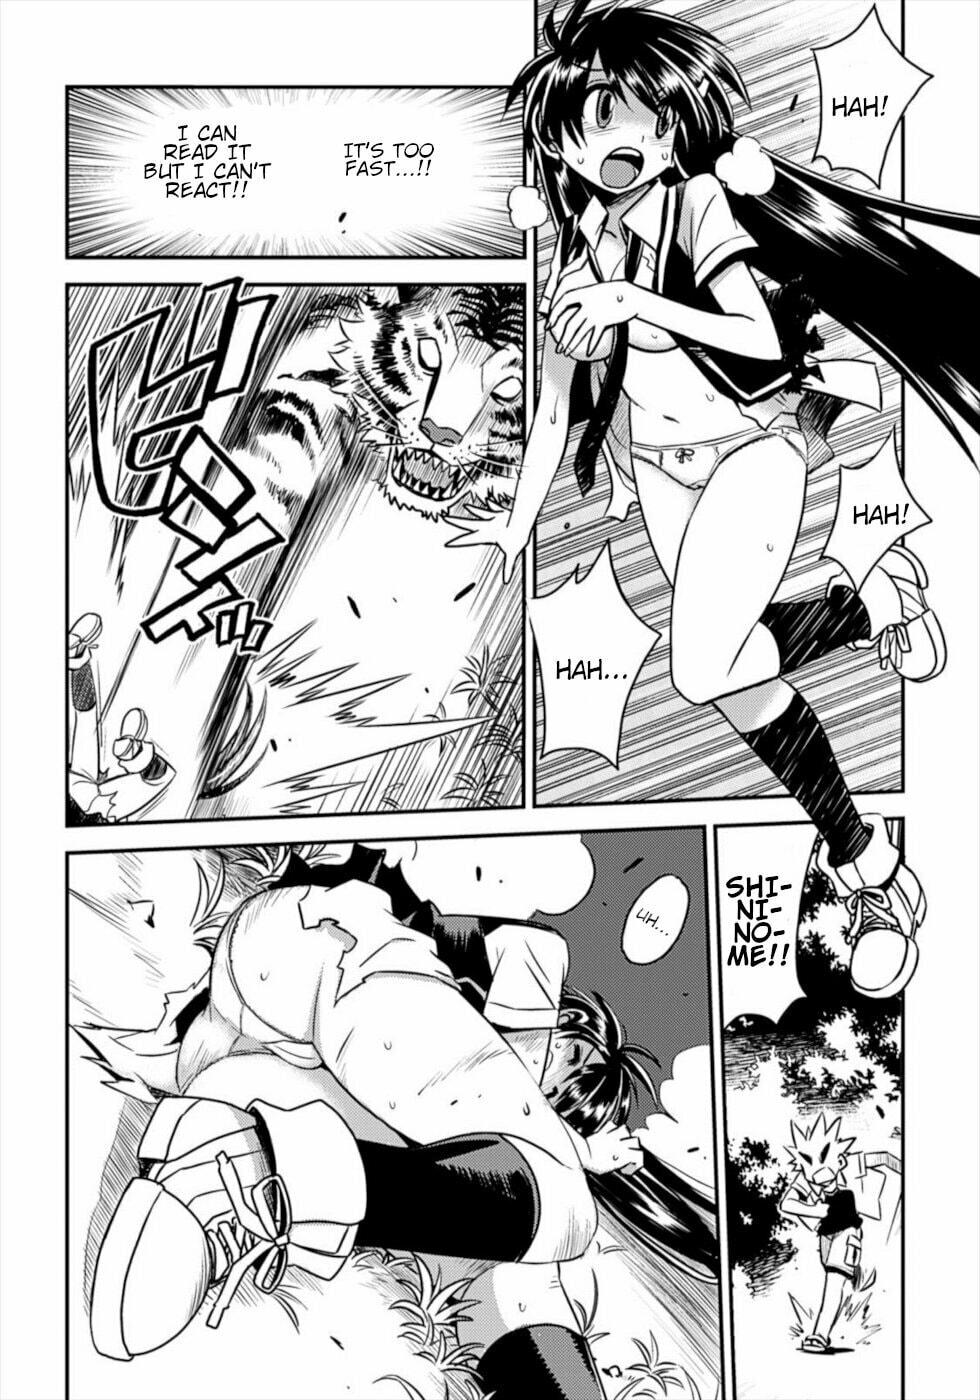 HAH!
HAH!
HAH...
IT'S TOO
FAST...!!
I CAN
READ IT
BUT I CAN'T
REACT!!
SHI-
NI-
NO-
ME!!
UH...